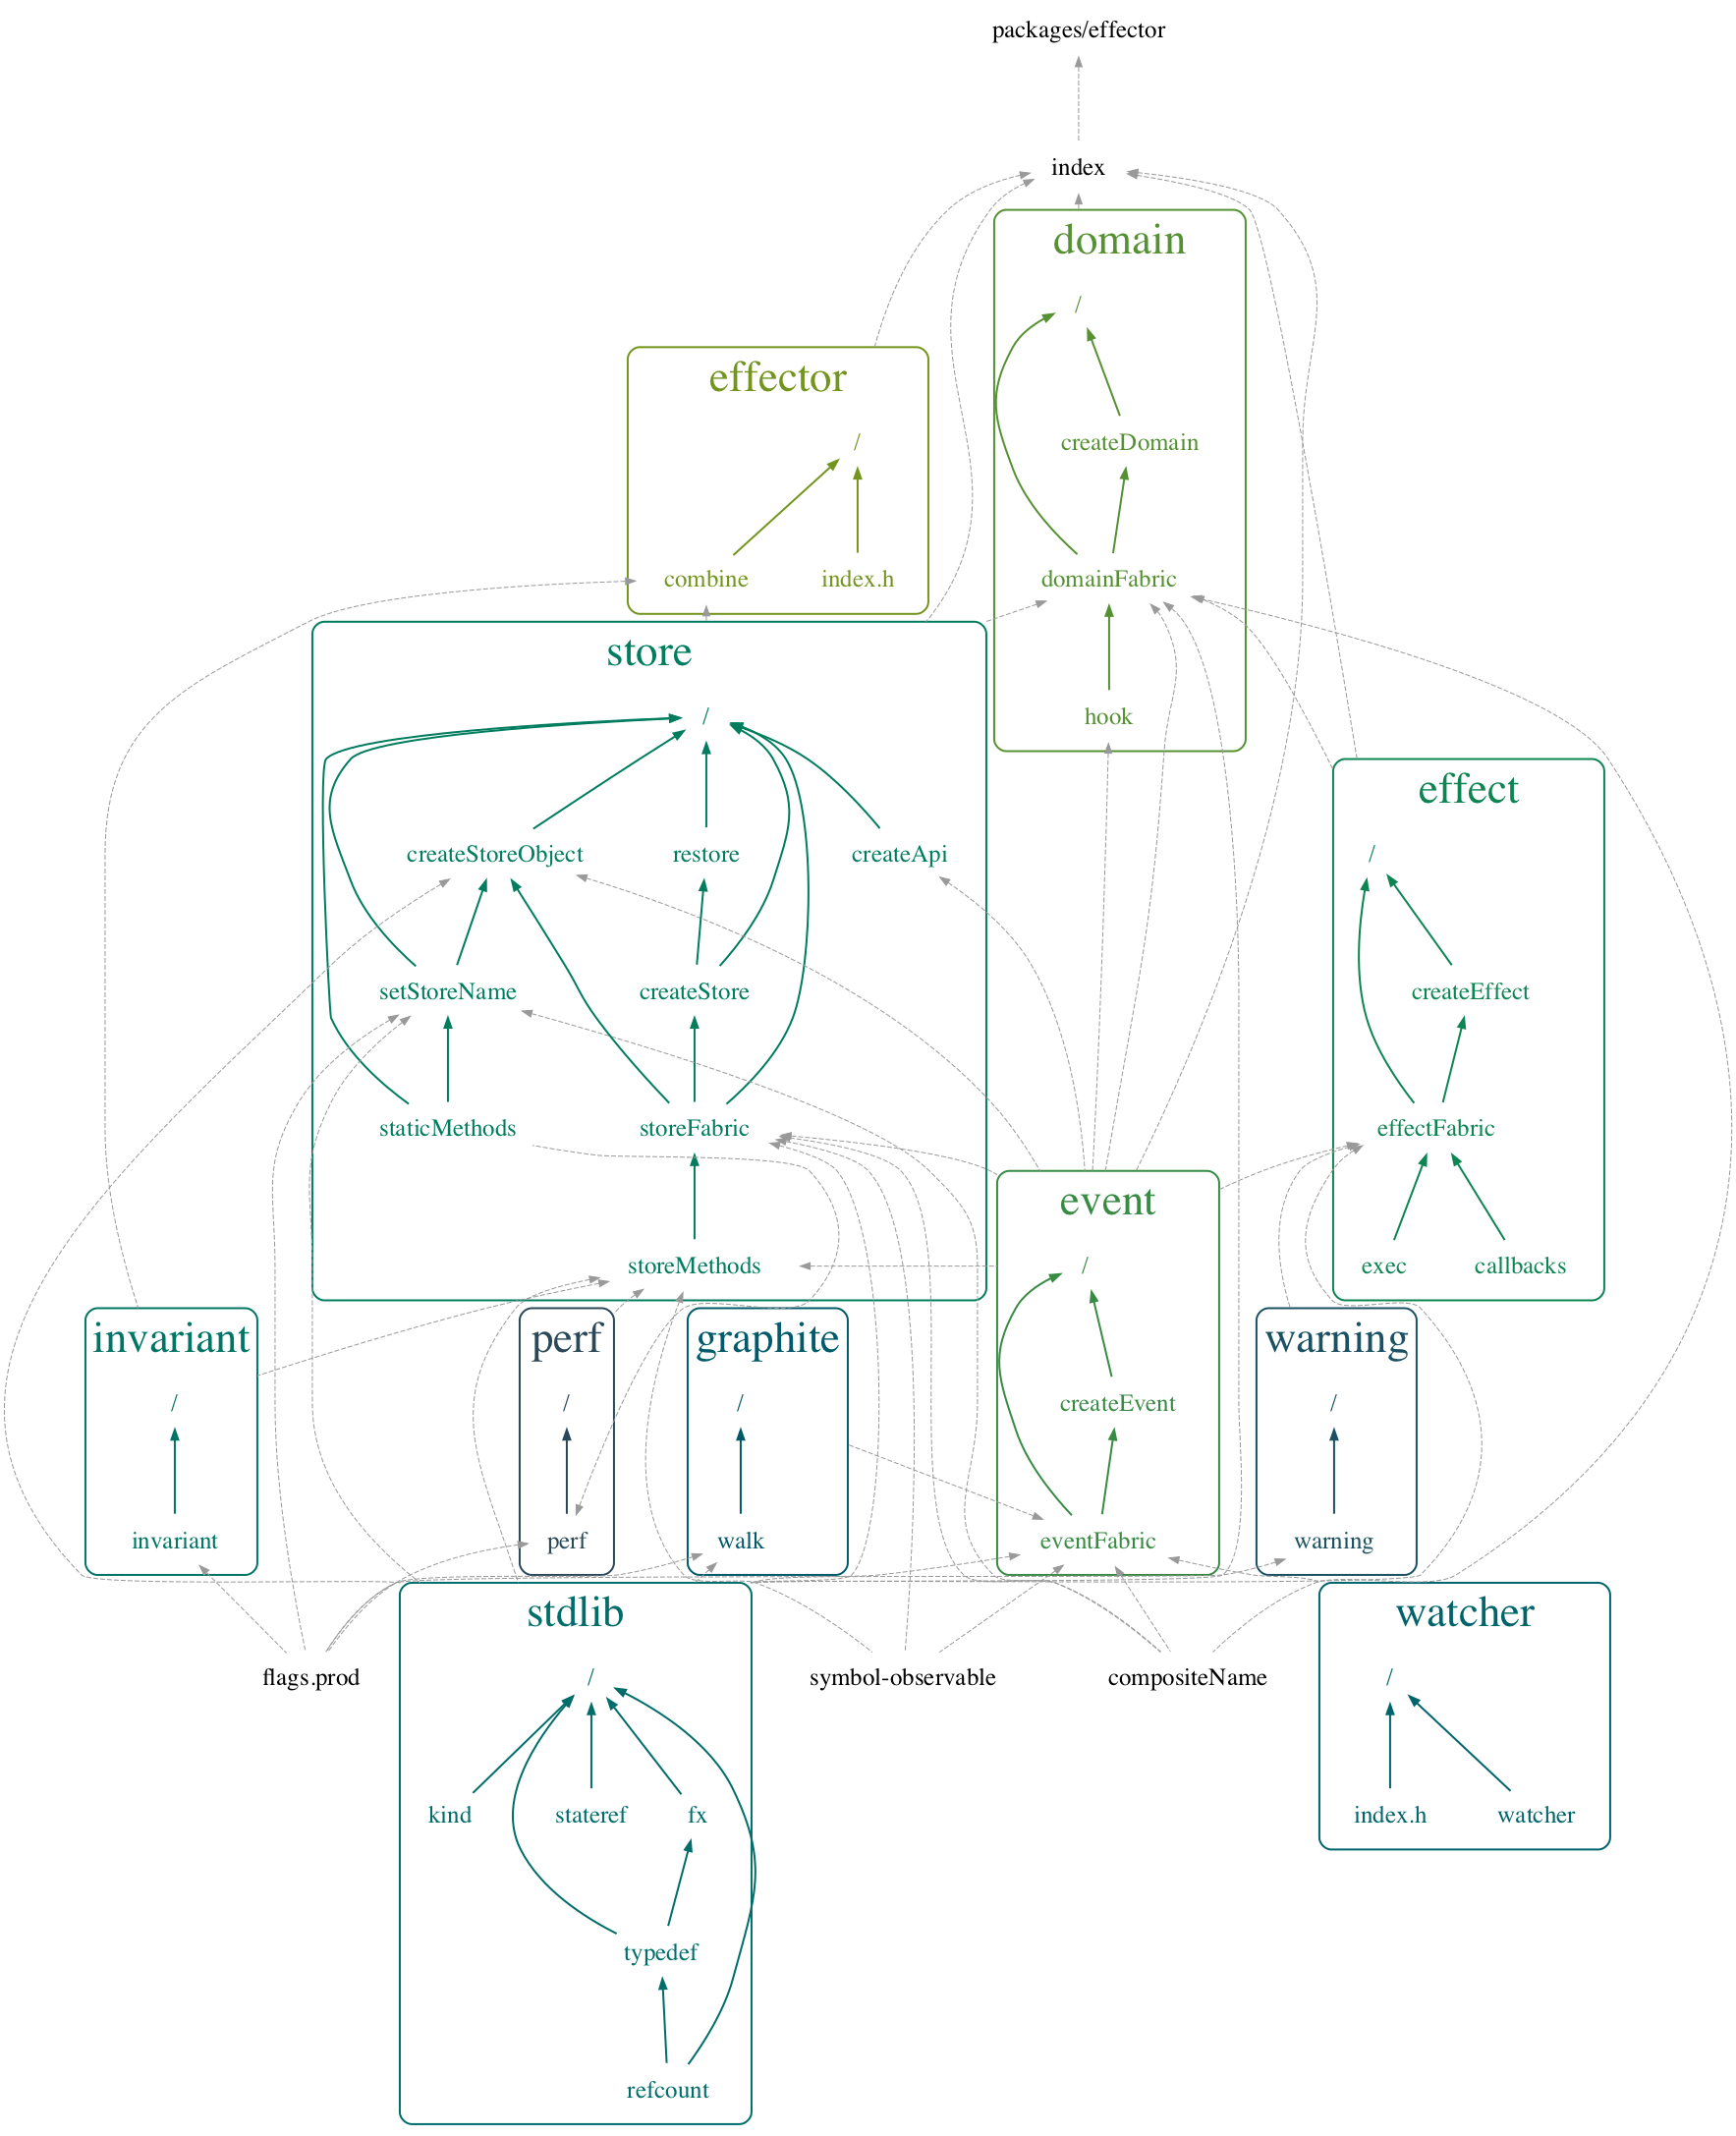 packages/effector
index
domain
/
effector
createDomain
/
combine
index.h
domainFabric
store
/
hook
effect
createStoreObject
restore
createApi
/
setStoreName
createStore
createEffect
staticMethods
storeFabric
effectFabric
event
storeMethods
/
exec
callbacks
invariant
perf
graphite
warning
/
/
/
createEvent
/
invariant
perf
walk
eventFabric
warning
stdlib
watcher
flags.prod
/
symbol-observable
compositeName
/
kind
stateref
fx
index.h
watcher
typedef
refcount